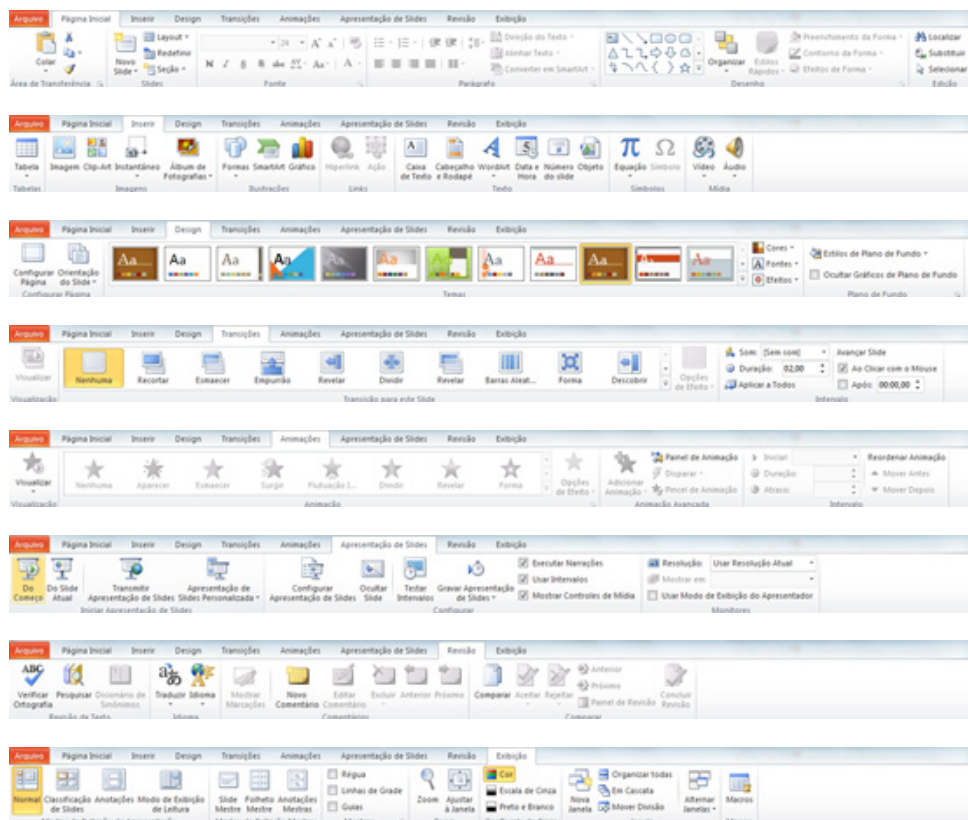 Arquivo Página Inicial Inserir Design Transições Animações Apresentação de Slides Revisão Exibição
Colar Novo Slide Layout Redefinir Seção 24 N I S S abc AV Aa A Direção do Texto Alinhar Texto Converter em SmartArt Organizar Estilos Rápidos Preenchimento da Forma Contorno da Forma Efeitos de Forma Localizar Substituir Selecionar
Área de Transferência Slides Fonte Parágrafo Desenho Edição
Arquivo Página Inicial Inserir Design Transições Animações Apresentação de Slides Revisão Exibição
Tabela Imagem Clip-Art Instantâneo Álbum de Fotografias Formas SmartArt Gráfico Hiperlink Ação Caixa de Texto Cabeçalho e Rodapé WordArt Data e Hora Número do slide Objeto Equação Símbolo Vídeo Áudio
Tabelas Imagens Ilustrações Links Texto Símbolos Mídia
Arquivo Página Inicial Inserir Design Transições Animações Apresentação de Slides Revisão Exibição
Configurar Página Orientação do Slide Aa Aa Aa Aa Aa Aa Aa Aa Aa Aa Aa Aa Cores Fontes Efeitos Estilos de Plano de Fundo Ocultar Gráficos de Plano de Fundo
Configurar Página Temas Plano de Fundo
Arquivo Página Inicial Inserir Design Transições Animações Apresentação de Slides Revisão Exibição
Visualizar Nenhuma Recortar Esmaecer Empurrão Revelar Dividir Revelar Barras Aleat... Forma Descobrir Opções de Efeito Som: [Sem som] Duração: 02,00 Aplicar a Todos Avançar Slide Ao Clicar com o Mouse Após: 00:00,00
Visualização Transição para este Slide Intervalo
Arquivo Página Inicial Inserir Design Transições Animações Apresentação de Slides Revisão Exibição
Visualizar Nenhuma Aparecer Esmaecer Surgir Flutuação I... Dividir Revelar Forma Opções de Efeito Adicionar Animação Painel de Animação Disparar Pincel de Animação Iniciar: Duração: Atraso: Reordenar Animação Mover Antes Mover Depois
Visualização Animação Animação Avançada Intervalo
Arquivo Página Inicial Inserir Design Transições Animações Apresentação de Slides Revisão Exibição
Do Começo Do Slide Atual Transmitir Apresentação de Slides Apresentação de Slides Personalizada Configurar Apresentação de Slides Ocultar Slide Testar Intervalos Gravar Apresentação de Slides Executar Narrações Usar Intervalos Mostrar Controles de Mídia Resolução: Usar Resolução Atual Mostrar em: Usar Modo de Exibição do Apresentador
Iniciar Apresentação de Slides Configurar Monitores
Arquivo Página Inicial Inserir Design Transições Animações Apresentação de Slides Revisão Exibição
ABC Verificar Ortografia Pesquisar Dicionário de Sinônimos Traduzir Idioma Mostrar Marcações Novo Comentário Editar Comentário Excluir Anterior Próximo Comparar Aceitar Rejeitar Anterior Próximo Painel de Revisão Concluir Revisão
Revisão de Texto Idioma Comentários Comparar
Arquivo Página Inicial Inserir Design Transições Animações Apresentação de Slides Revisão Exibição
Normal Classificação de Slides Anotações Modo de Exibição de Leitura Slide Mestre Folheto Mestre Anotações Mestras Régua Linhas de Grade Guias Zoom Ajustar à Janela Cor Escala de Cinza Preto e Branco Nova Janela Organizar todas Em Cascata Mover Divisão Alternar Janelas Macros